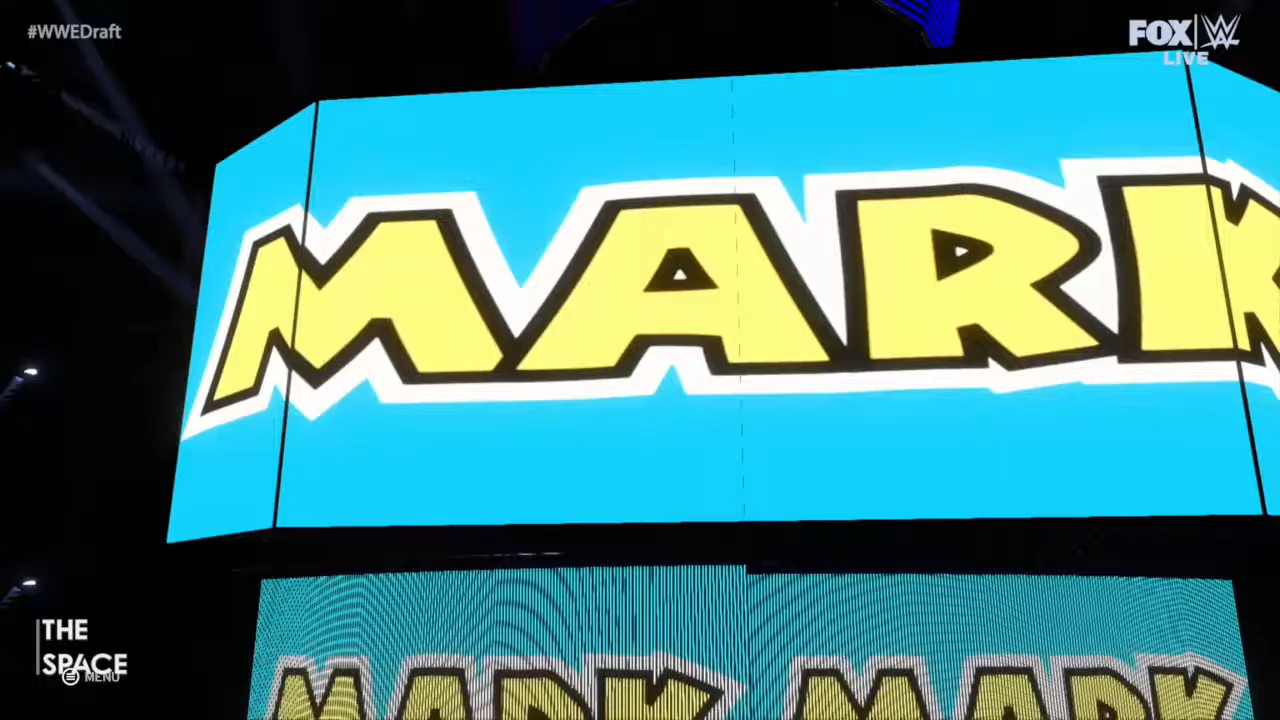 #WWEDraft
FOX W
LIVE
MARK
THE
SPACE
MENU
MARK MARK